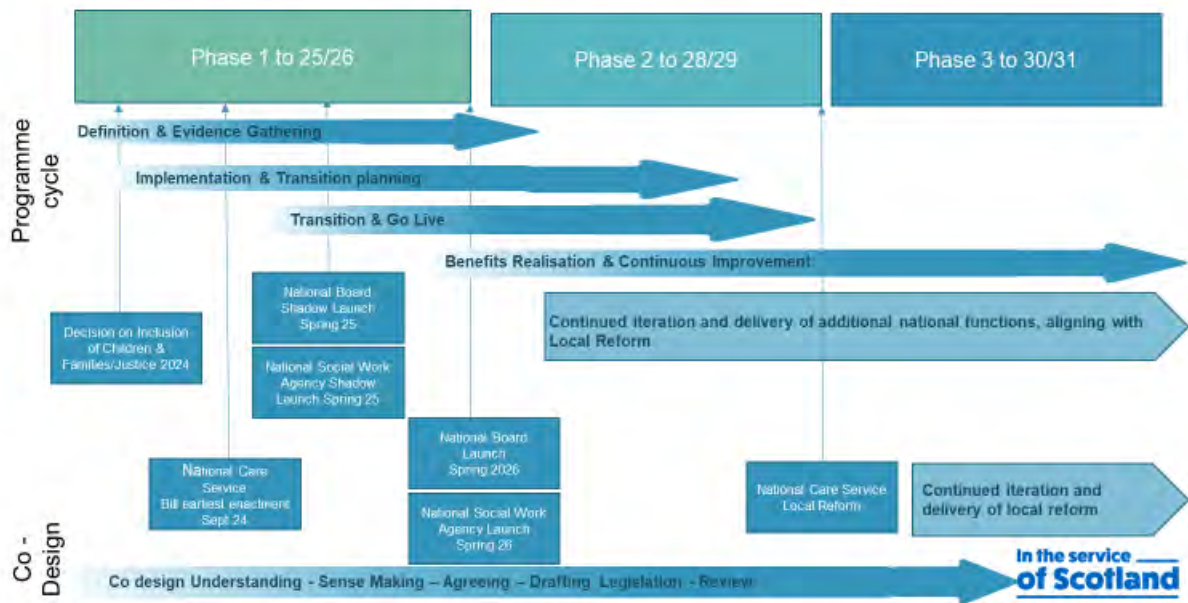 Phase 1 to 25/26
Phase 2 to 28/29
Phase 3 to 30/31
Programme
cycle
Definition & Evidence Gathering
Implementation & Transition planning
Transition & Go Live
Benefits Realisation & Continuous Improvement
National Board
Shadow Launch
Spring 25
Continued iteration and delivery of additional national functions, aligning with
Local Reform
Decision on Inclusion
of Children &
Families/Justice 2024
National Social Work
Agency Shadow
Launch Spring 25
National Board
Launch
Spring 2026
National Care
Service
Bill earliest enactment
Sept 24
National Care Service
Local Reform
Continued iteration and
delivery of local reform
National Social Work
Agency Launch
Spring 26
Co -
Design
Co design Understanding - Sense Making – Agreeing – Drafting Legislation - Review
In the service
of Scotland